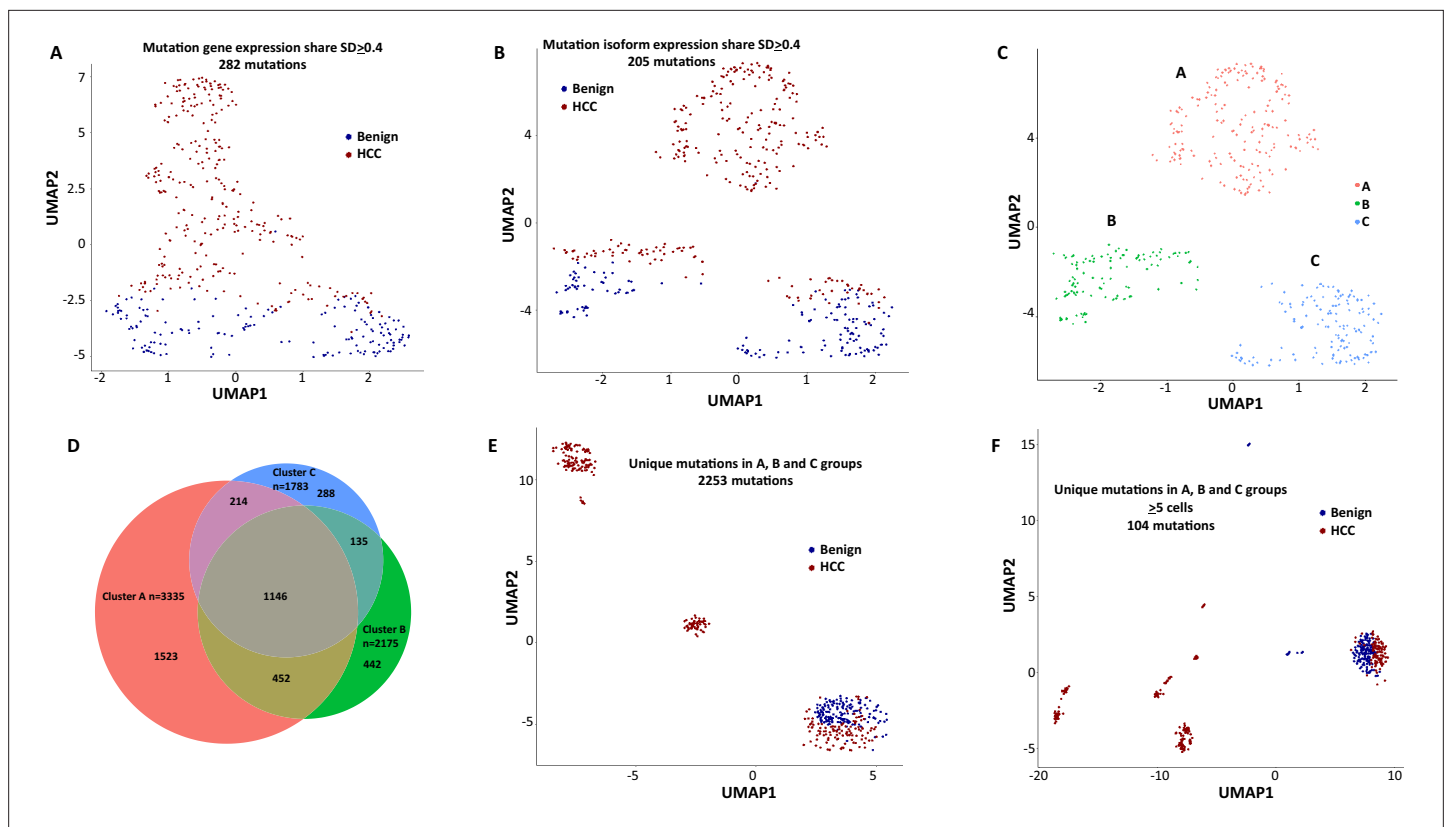 A
Mutation gene expression share SD≥0.4
282 mutations
7
5
2.5
0
-2.5
-5
UMAP2
-2
1
0
1
2
UMAP1
Benign
HCC
B
Mutation isoform expression share SD≥0.4
205 mutations
Benign
HCC
4
0
-4
UMAP2
-2
-1
0
1
2
UMAP1
C
A
B
C
A
B
C
4
0
-4
UMAP2
-2
-1
0
1
2
UMAP1
D
Cluster C
n=1783
288
214
135
Cluster A n=3335
1146
Cluster B
n=2175
1523
452
442
E
Unique mutations in A, B and C groups
2253 mutations
Benign
HCC
10
5
0
-5
UMAP2
-5
0
5
UMAP1
F
Unique mutations in A, B and C groups
≥5 cells
104 mutations
Benign
HCC
15
10
5
0
-5
UMAP2
-20
-10
0
10
UMAP1